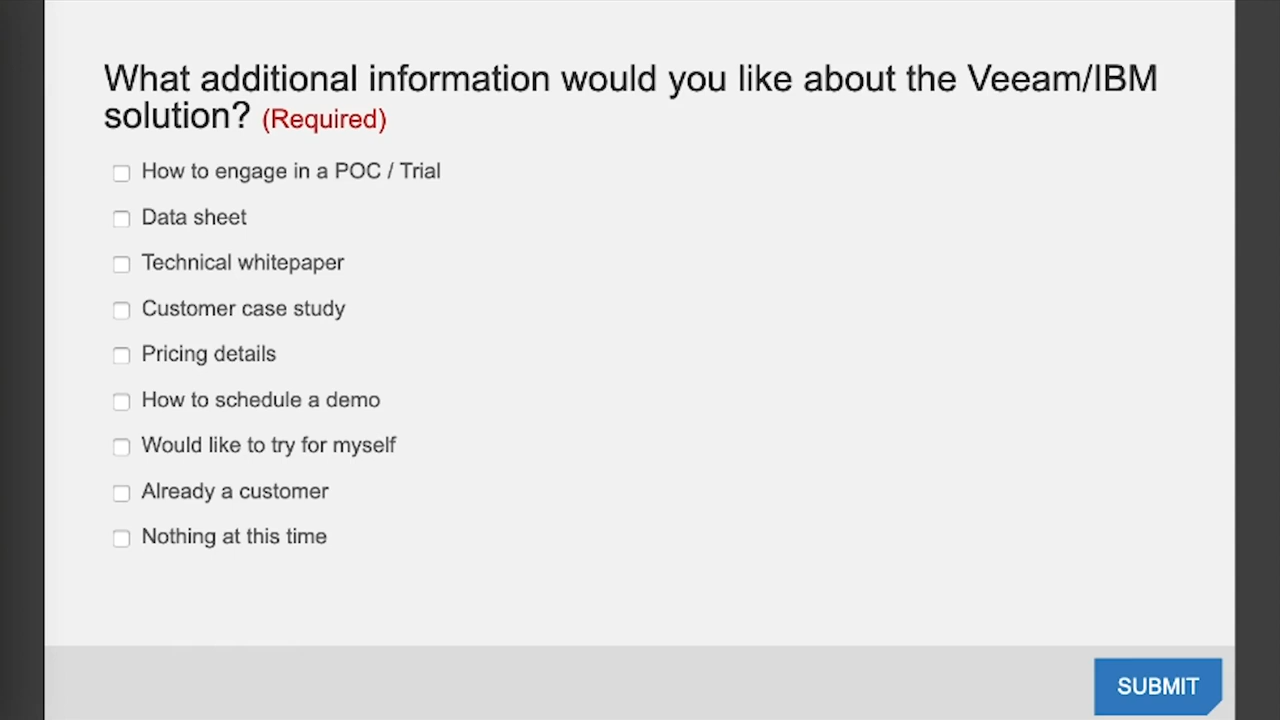 What additional information would you like about the Veeam/IBM
solution? (Required)
How to engage in a POC / Trial
Data sheet
Technical whitepaper
Customer case study
Pricing details
How to schedule a demo
Would like to try for myself
Already a customer
Nothing at this time
SUBMIT